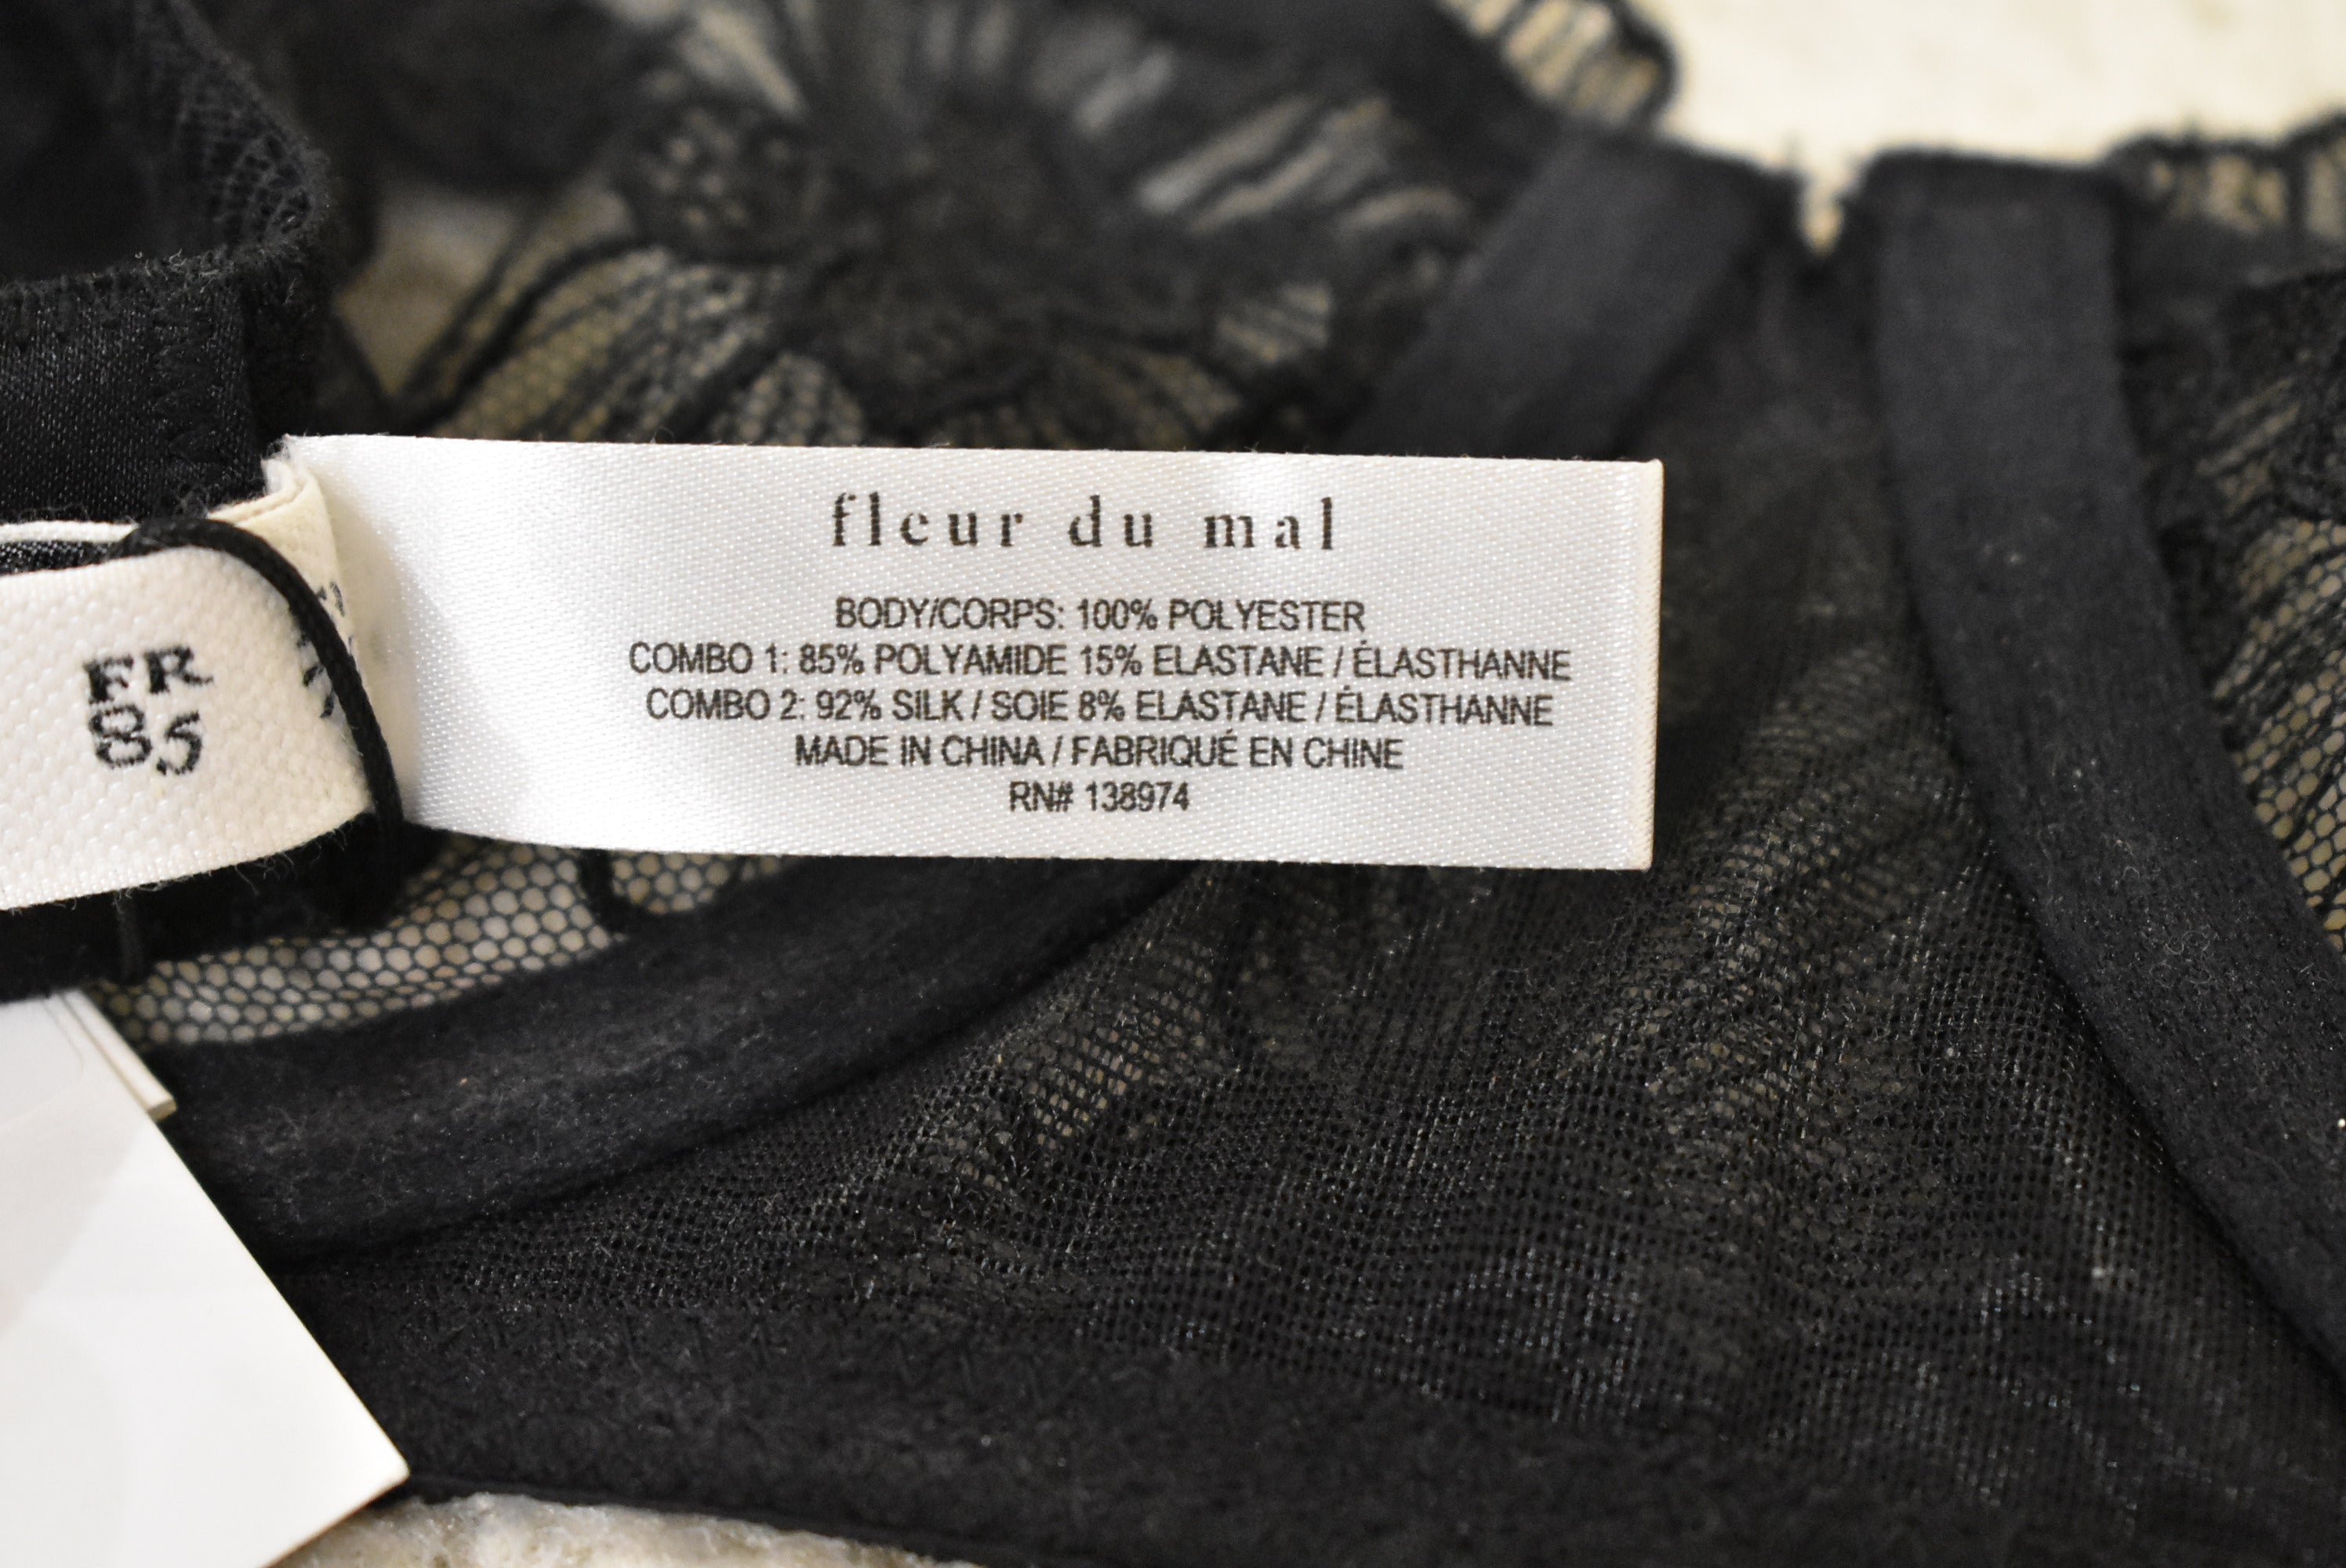 fleur du mal
BODY/CORPS: 100% POLYESTER
COMBO 1: 85% POLYAMIDE 15% ELASTANE / ÉLASTHANNE
COMBO 2: 92% SILK / SOIE 8% ELASTANE / ÉLASTHANNE
MADE IN CHINA / FABRIQUÉ EN CHINE
RN# 138974
FR
85